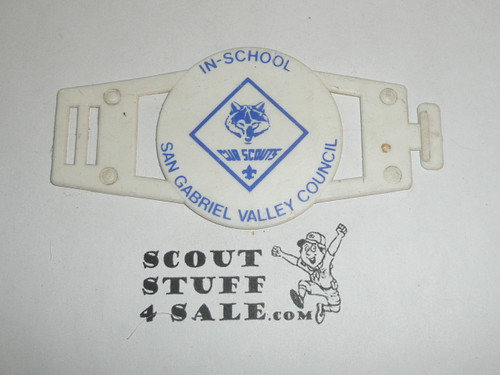 IN-SCHOOL
CUB SCOUTS
SAN GABRIEL VALLEY COUNCIL
SCOUT
STUFF
4 SALE.COM